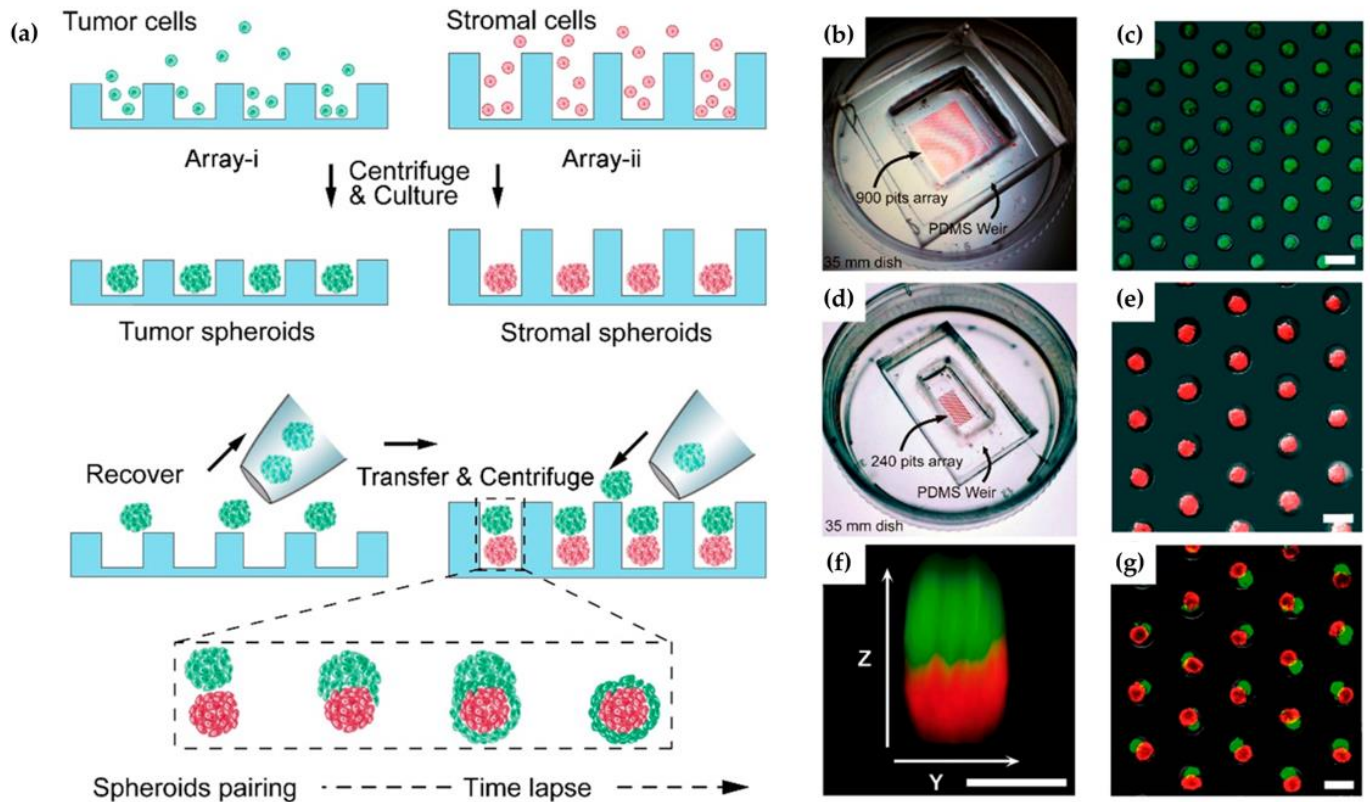 (a)
Tumor cells
Stromal cells
Array-i
Array-ii
Centrifuge
& Culture
Tumor spheroids
Stromal spheroids
Recover
Transfer & Centrifuge
Spheroids pairing
Time lapse
(b)
900 pits array
PDMS Weir
35 mm dish
(c)
(d)
240 pits array
PDMS Weir
35 mm dish
(e)
(f)
Z
Y
(g)